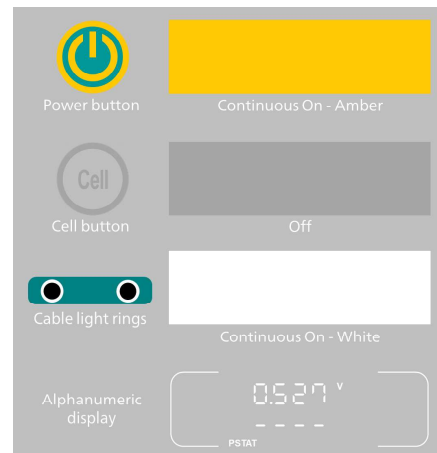 Power button
Continuous On - Amber
Cell
Cell button
Off
Cable light rings
Continuous On - White
Alphanumeric
display
0.527 V
- - - -
PSTAT